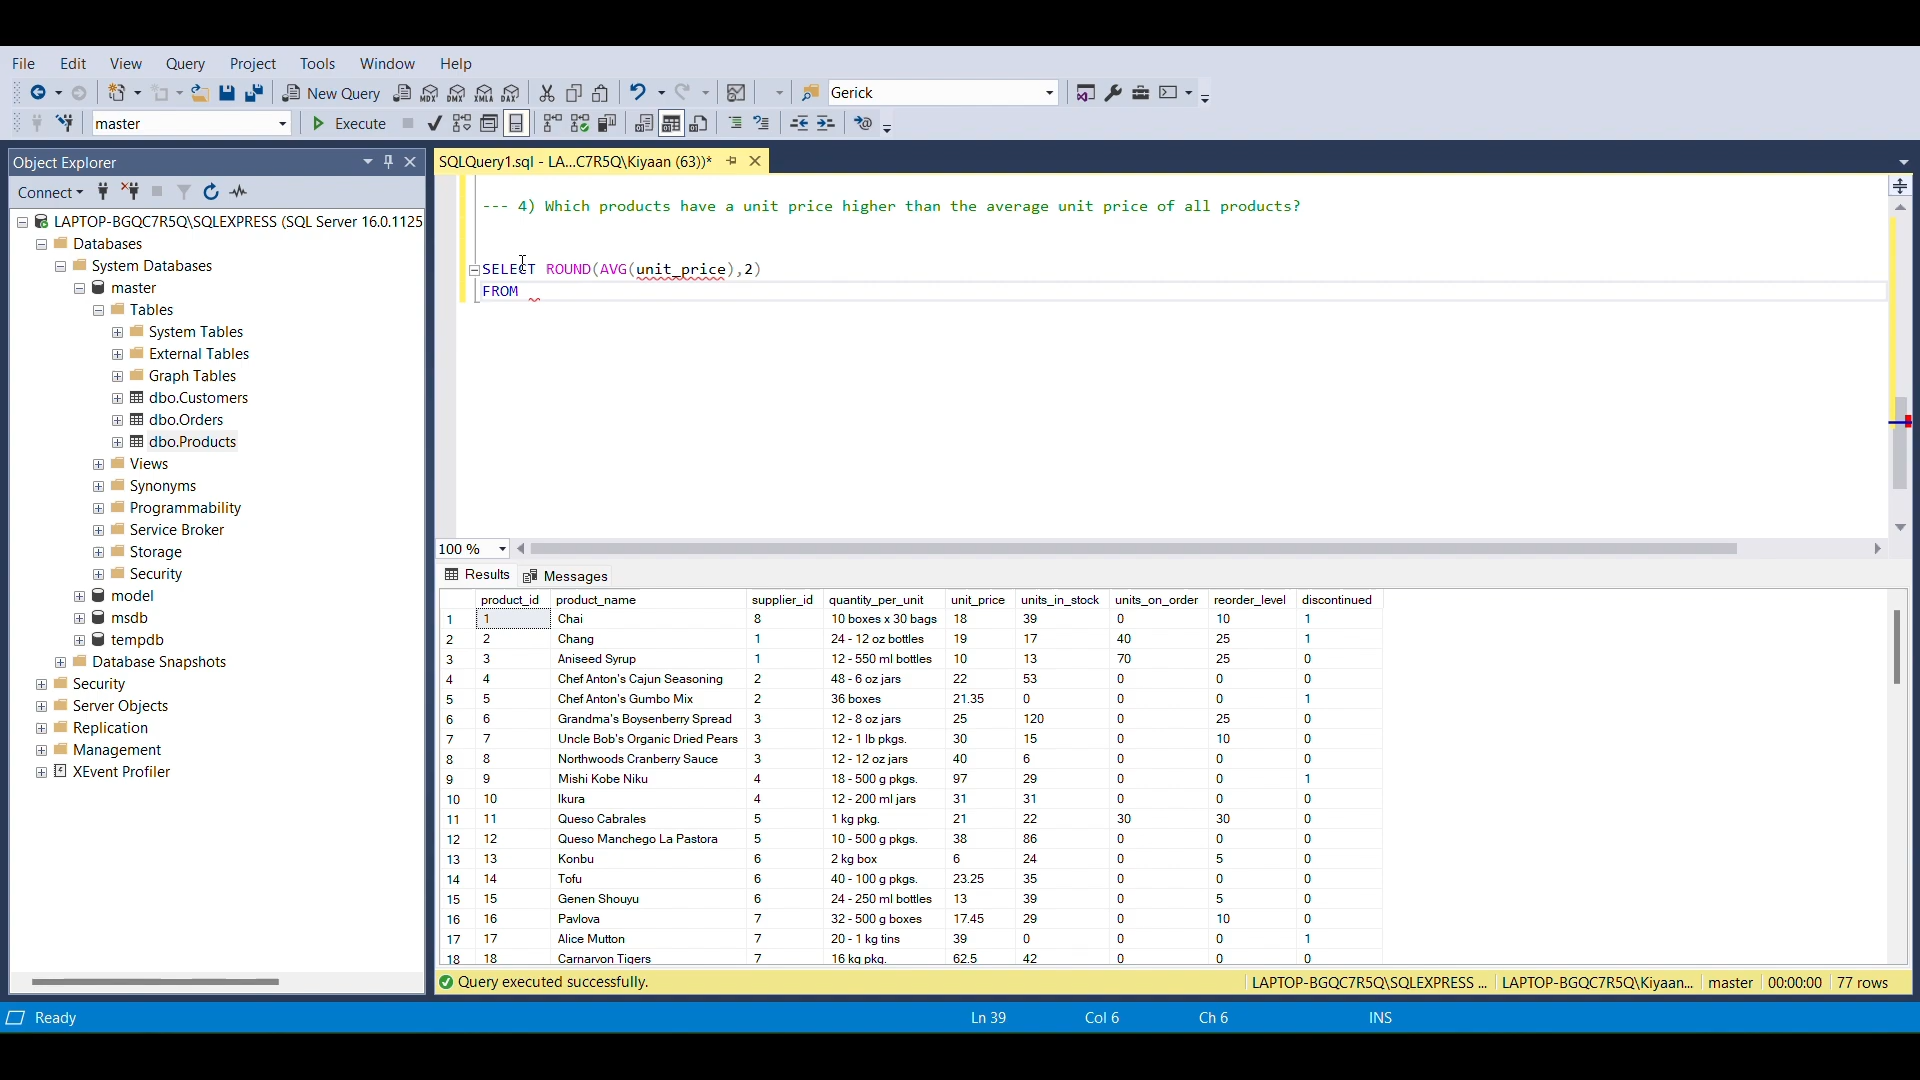 File Edit View Query Project Tools Window Help
New Query MDX DMX XMLA DAX Gerick
master Execute
Object Explorer
SQLQuery1.sql - LA...C7R5Q\Kiyaan (63))*
Connect
LAPTOP-BGQC7R5Q\SQLEXPRESS (SQL Server 16.0.1125
Databases
System Databases
master
Tables
System Tables
External Tables
Graph Tables
dbo.Customers
dbo.Orders
dbo.Products
Views
Synonyms
Programmability
Service Broker
Storage
Security
model
msdb
tempdb
Database Snapshots
Security
Server Objects
Replication
Management
XEvent Profiler
--- 4) Which products have a unit price higher than the average unit price of all products?
SELECT ROUND(AVG(unit_price),2)
FROM
100 %
Results Messages
product_id product_name supplier_id quantity_per_unit unit_price units_in_stock units_on_order reorder_level discontinued
1 1 Chai 8 10 boxes x 30 bags 18 39 0 10 1
2 2 Chang 1 24 - 12 oz bottles 19 17 40 25 1
3 3 Aniseed Syrup 1 12 - 550 ml bottles 10 13 70 25 0
4 4 Chef Anton's Cajun Seasoning 2 48 - 6 oz jars 22 53 0 0 0
5 5 Chef Anton's Gumbo Mix 2 36 boxes 21.35 0 0 0 1
6 6 Grandma's Boysenberry Spread 3 12 - 8 oz jars 25 120 0 25 0
7 7 Uncle Bob's Organic Dried Pears 3 12 - 1 lb pkgs. 30 15 0 10 0
8 8 Northwoods Cranberry Sauce 3 12 - 12 oz jars 40 6 0 0 0
9 9 Mishi Kobe Niku 4 18 - 500 g pkgs. 97 29 0 0 1
10 10 Ikura 4 12 - 200 ml jars 31 31 0 0 0
11 11 Queso Cabrales 5 1 kg pkg. 21 22 30 30 0
12 12 Queso Manchego La Pastora 5 10 - 500 g pkgs. 38 86 0 0 0
13 13 Konbu 6 2 kg box 6 24 0 5 0
14 14 Tofu 6 40 - 100 g pkgs. 23.25 35 0 0 0
15 15 Genen Shouyu 6 24 - 250 ml bottles 13 39 0 5 0
16 16 Pavlova 7 32 - 500 g boxes 17.45 29 0 10 0
17 17 Alice Mutton 7 20 - 1 kg tins 39 0 0 0 1
18 18 Carnarvon Tigers 7 16 kg pkg. 62.5 42 0 0 0
Query executed successfully. LAPTOP-BGQC7R5Q\SQLEXPRESS ... LAPTOP-BGQC7R5Q\Kiyaan... master 00:00:00 77 rows
Ready Ln 39 Col 6 Ch 6 INS